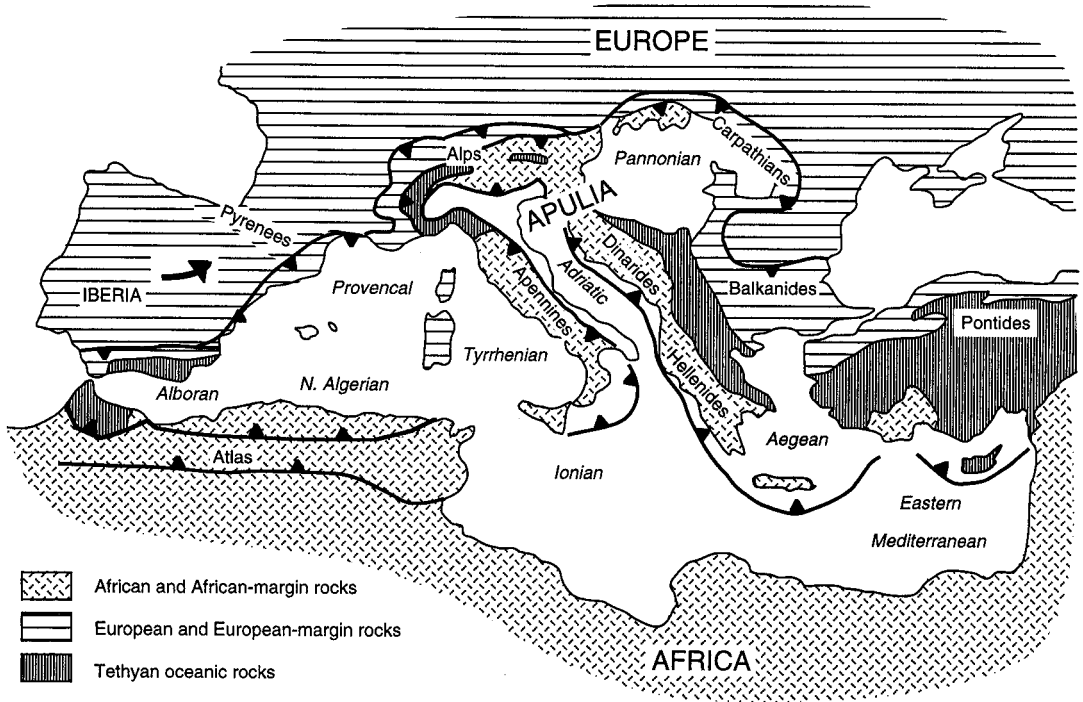 EUROPE
Carpathians
Alps
Pannonian
APULIA
Pyrenees
Dinarides
IBERIA
Provencal
Apennines
Adriatic
Balkanides
Pontides
Tyrrhenian
Hellenides
Alboran
N. Algerian
Aegean
Atlas
Ionian
Eastern
Mediterranean
African and African-margin rocks
European and European-margin rocks
Tethyan oceanic rocks
AFRICA